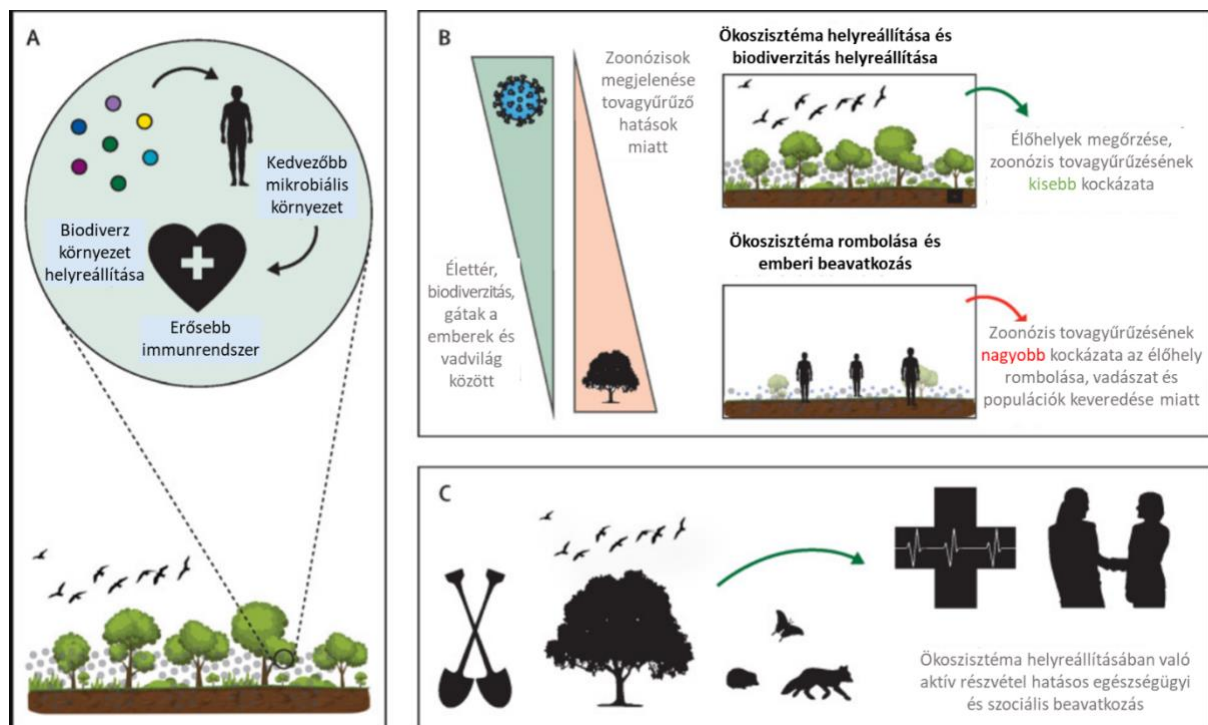 A
Kedvezőbb
mikrobiális
környezet
Biodiverz
környezet
helyreállítása
Erősebb
immunrendszer
B
Zoonózisok
megjelenése
tovagyűrűző
hatások
miatt
Élettér,
biodiverzitás,
gátak a
emberek és
vadvilág
között
Ökoszisztéma helyreállítása és
biodiverzitás helyreállítása
Élőhelyek megőrzése,
zoonózis tovagyűrűzésének
kisebb kockázata
Ökoszisztéma rombolása és
emberi beavatkozás
Zoonózis tovagyűrűzésének
nagyobb kockázata az élőhely
rombolása, vadászat és
populációk keveredése miatt
C
Ökoszisztéma helyreállításában való
aktív részvétel hatásos egészségügyi
és szociális beavatkozás